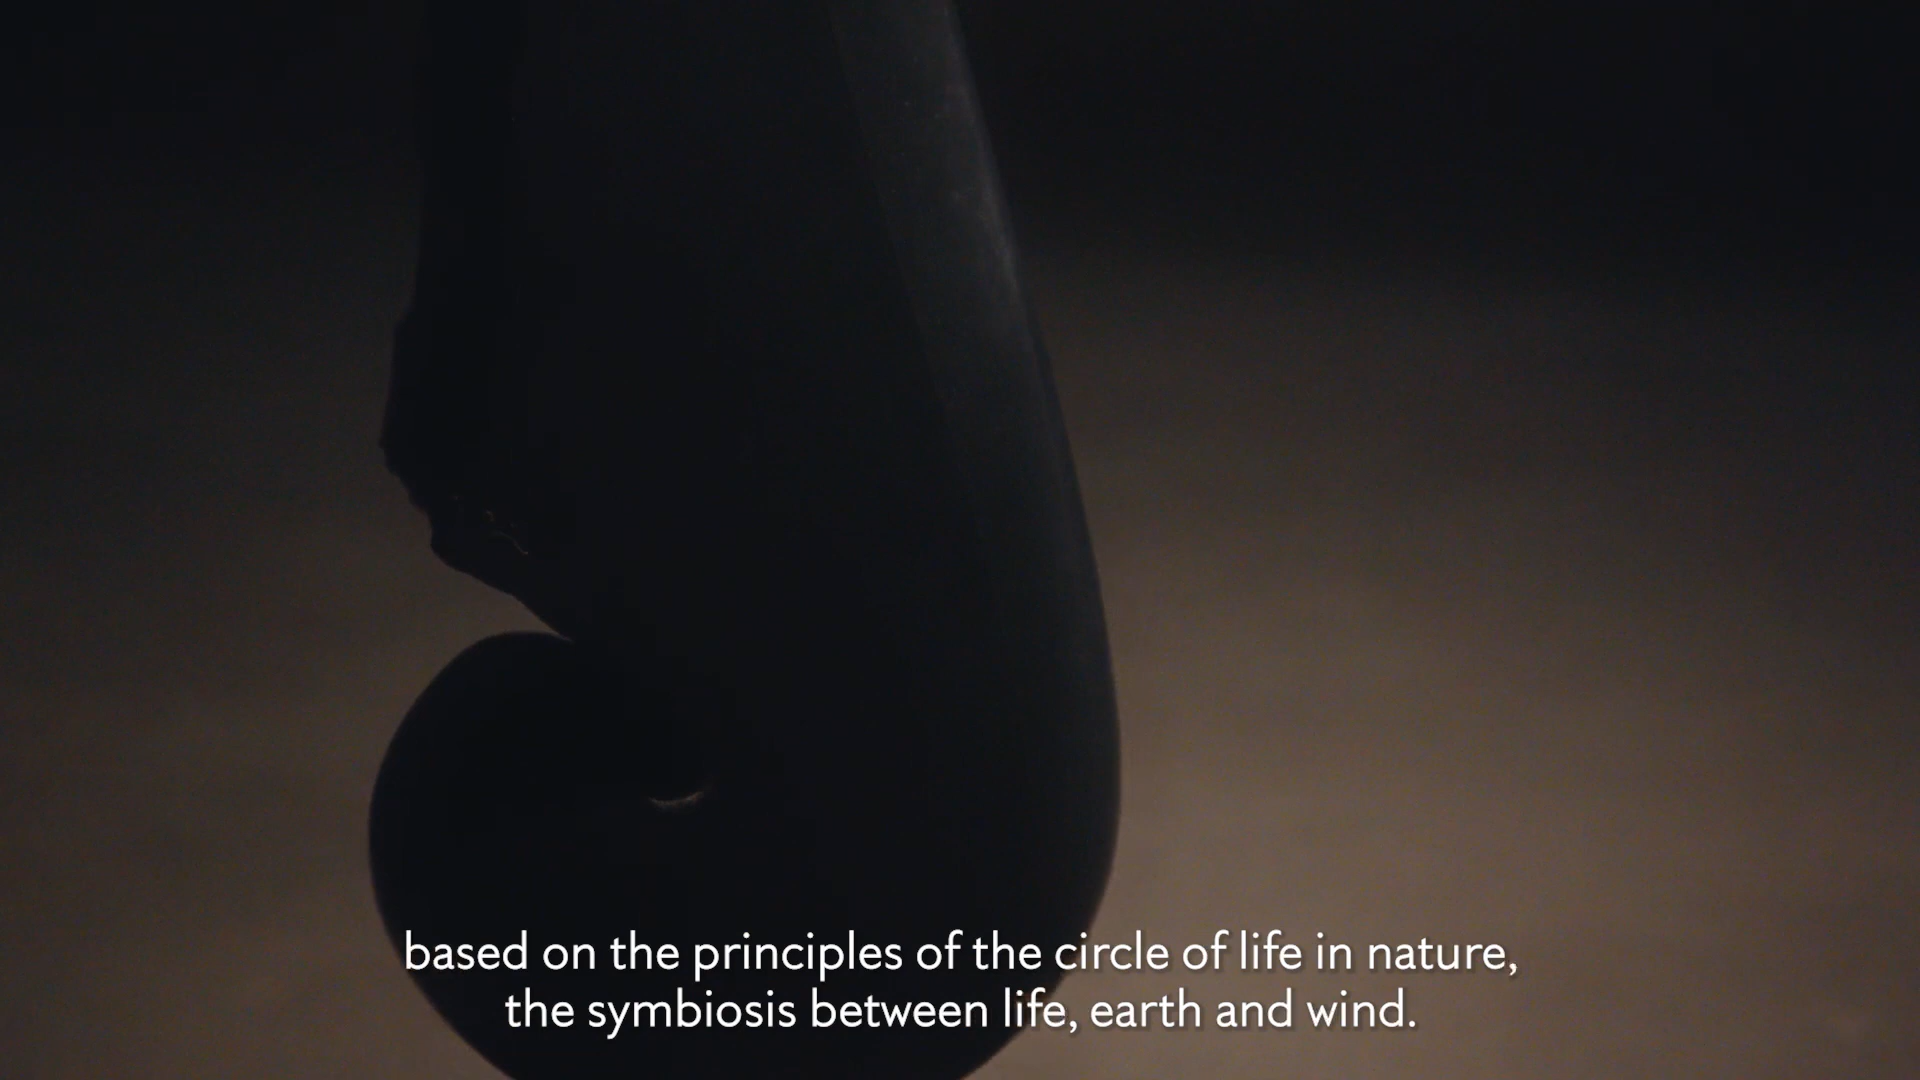 based on the principles of the circle of life in nature,
the symbiosis between life, earth and wind.